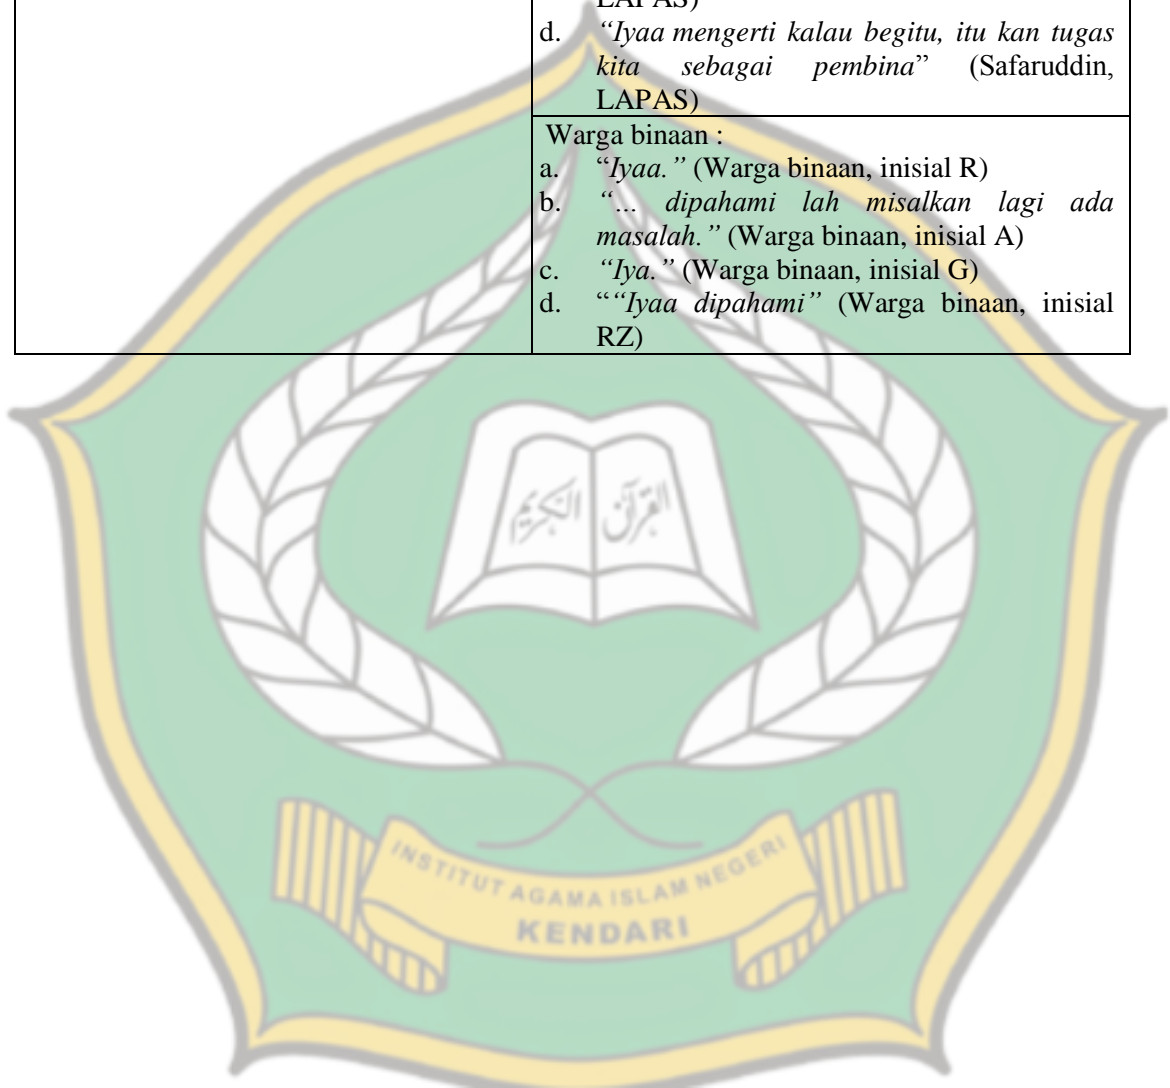 LAPAS)
d. “Iyaa mengerti kalau begitu, itu kan tugas
kita sebagai pembina” (Safaruddin,
LAPAS)
Warga binaan :
a. “Iyaa.” (Warga binaan, inisial R)
b. “... dipahami lah misalkan lagi ada
masalah.” (Warga binaan, inisial A)
c. “Iya.” (Warga binaan, inisial G)
d. ““Iyaa dipahami” (Warga binaan, inisial
RZ)
القرآن الكريم
INSTITUT AGAMA ISLAM NEGERI
KENDARI